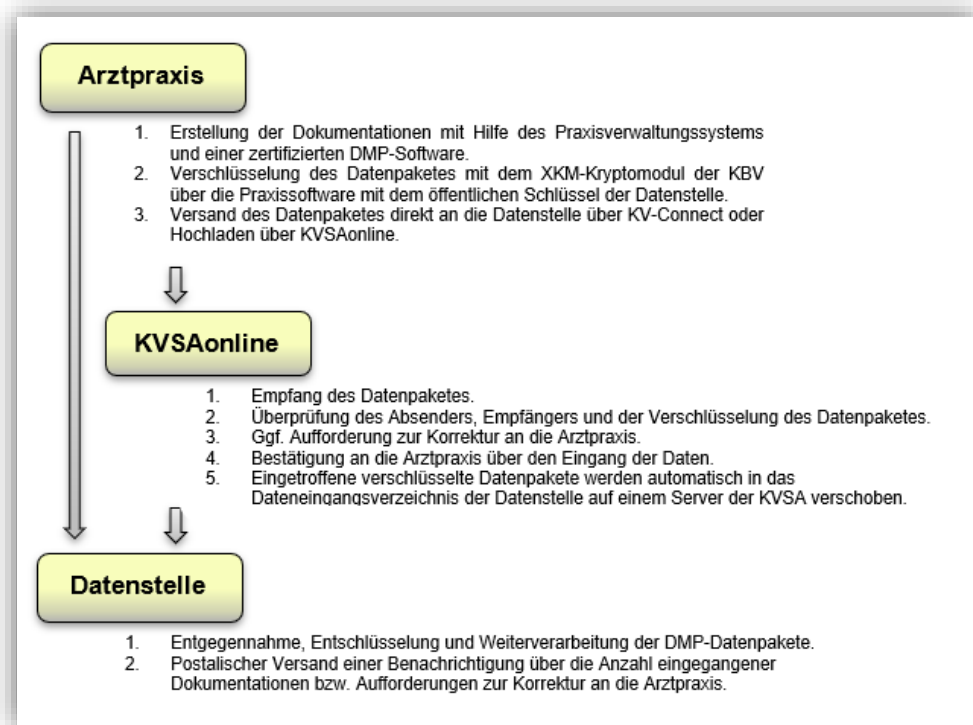 Arztpraxis
1. Erstellung der Dokumentationen mit Hilfe des Praxisverwaltungssystems
und einer zertifizierten DMP-Software.
2. Verschlüsselung des Datenpaketes mit dem XKM-Kryptomodul der KBV
über die Praxissoftware mit dem öffentlichen Schlüssel der Datenstelle.
3. Versand des Datenpaketes direkt an die Datenstelle über KV-Connect oder
Hochladen über KVSAonline.
KVSAonline
1. Empfang des Datenpaketes.
2. Überprüfung des Absenders, Empfängers und der Verschlüsselung des Datenpaketes.
3. Ggf. Aufforderung zur Korrektur an die Arztpraxis.
4. Bestätigung an die Arztpraxis über den Eingang der Daten.
5. Eingetroffene verschlüsselte Datenpakete werden automatisch in das
Dateneingangsverzeichnis der Datenstelle auf einem Server der KVSA verschoben.
Datenstelle
1. Entgegennahme, Entschlüsselung und Weiterverarbeitung der DMP-Datenpakete.
2. Postalischer Versand einer Benachrichtigung über die Anzahl eingegangener
Dokumentationen bzw. Aufforderungen zur Korrektur an die Arztpraxis.